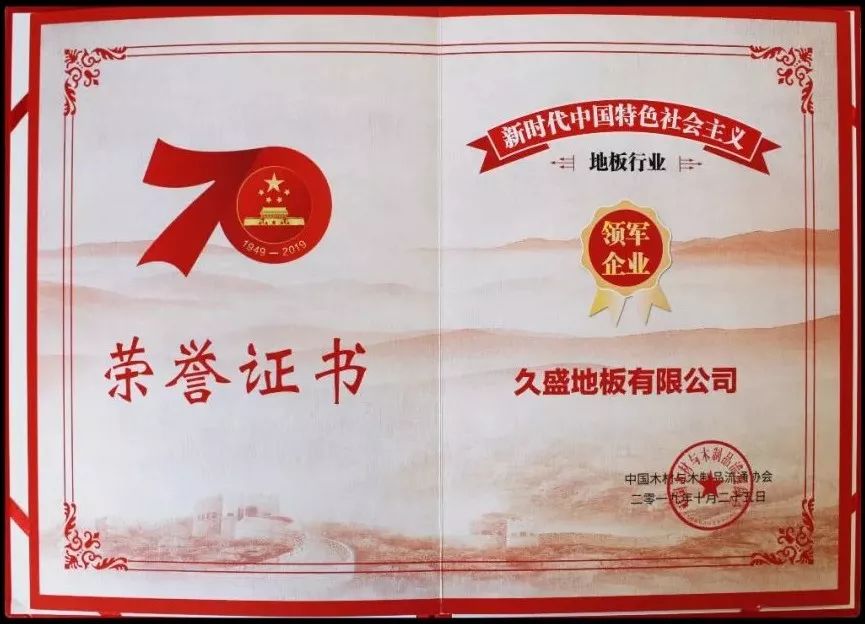 70
1949—2019
荣誉证书
新时代中国特色社会主义
地板行业
领军
企业
久盛地板有限公司
中国木材与木制品流通协会
二零一九年十月二十五日